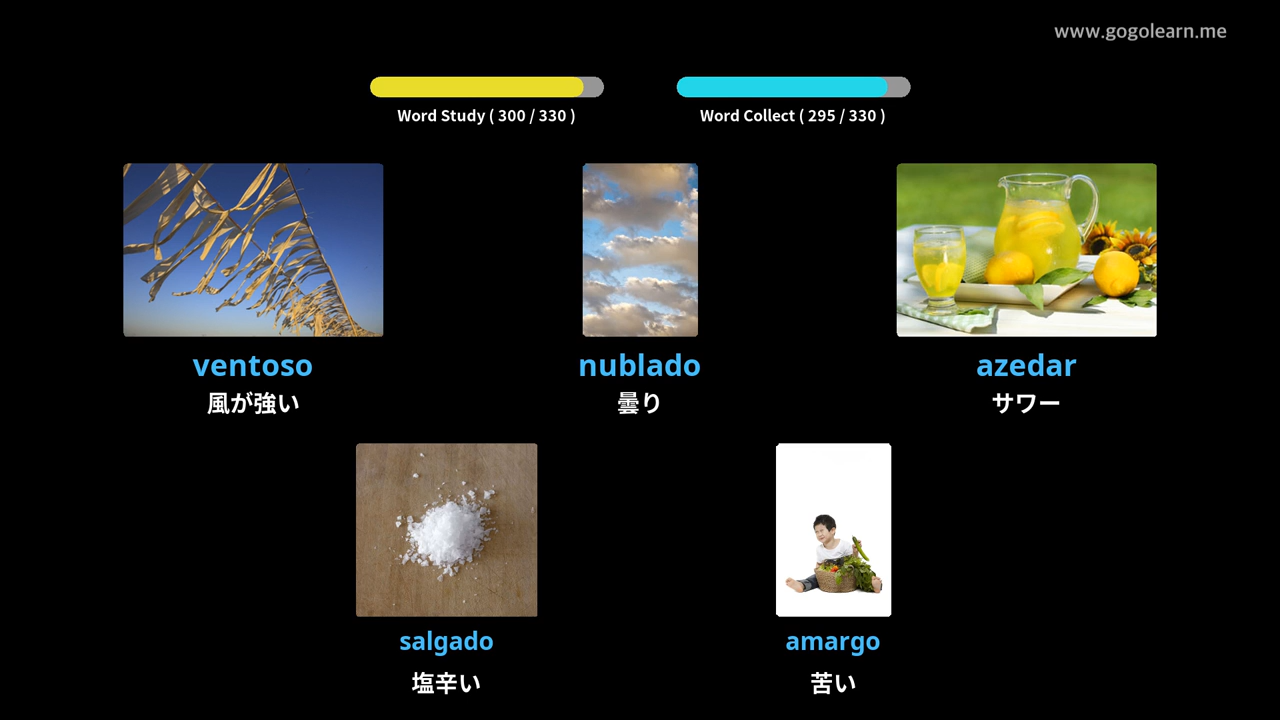 www.gogolearn.me
Word Study ( 300 / 330 )
Word Collect ( 295 / 330 )
ventoso
風が強い
nublado
曇り
azedar
サワー
salgado
塩辛い
amargo
苦い